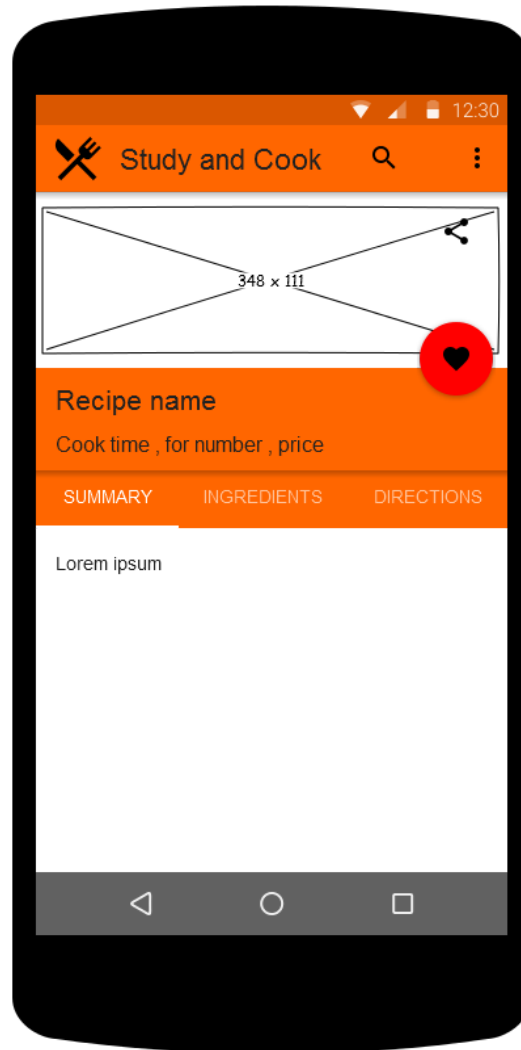 12:30
Study and Cook
348 x 111
Recipe name
Cook time , for number , price
SUMMARY INGREDIENTS DIRECTIONS
Lorem ipsum